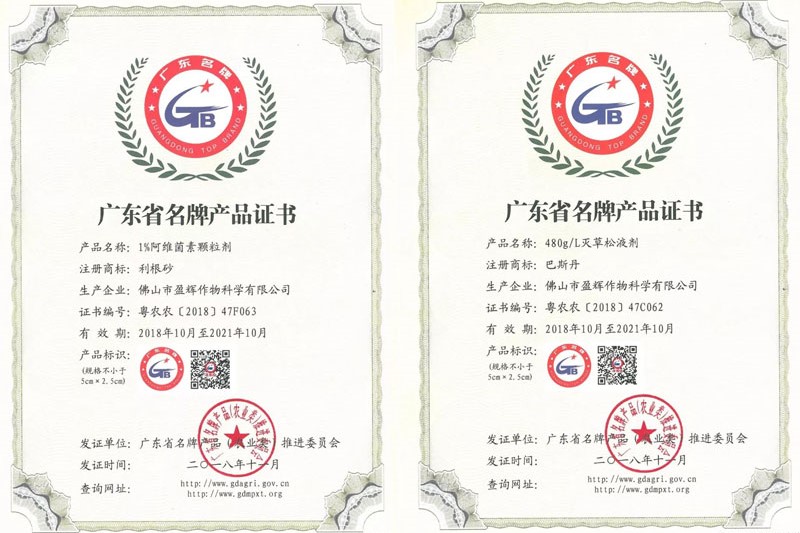 广东名牌
GTB
GUANGDONG TOP BRAND
广东省名牌产品证书
产品名称：1%阿维菌素颗粒剂
注册商标：利根砂
生产企业：佛山市盈辉作物科学有限公司
证书编号：粤农农〔2018〕47F063
有 效 期：2018年10月至2021年10月
产品标识：
(规格不小于
5cm×2.5cm)
广东名牌
GTB
发证单位：广东省名牌产品（农业类）推进委员会
发证时间：二〇一八年十一月
查询网址：http://www.gdagri.gov.cn
http://www.gdmpxt.org
广东名牌
GTB
GUANGDONG TOP BRAND
广东省名牌产品证书
产品名称：480g/L灭草松液剂
注册商标：巴斯丹
生产企业：佛山市盈辉作物科学有限公司
证书编号：粤农农〔2018〕47C062
有 效 期：2018年10月至2021年10月
产品标识：
(规格不小于
5cm×2.5cm)
广东名牌
GTB
发证单位：广东省名牌产品（农业类）推进委员会
发证时间：二〇一八年十一月
查询网址：http://www.gdagri.gov.cn
http://www.gdmpxt.org